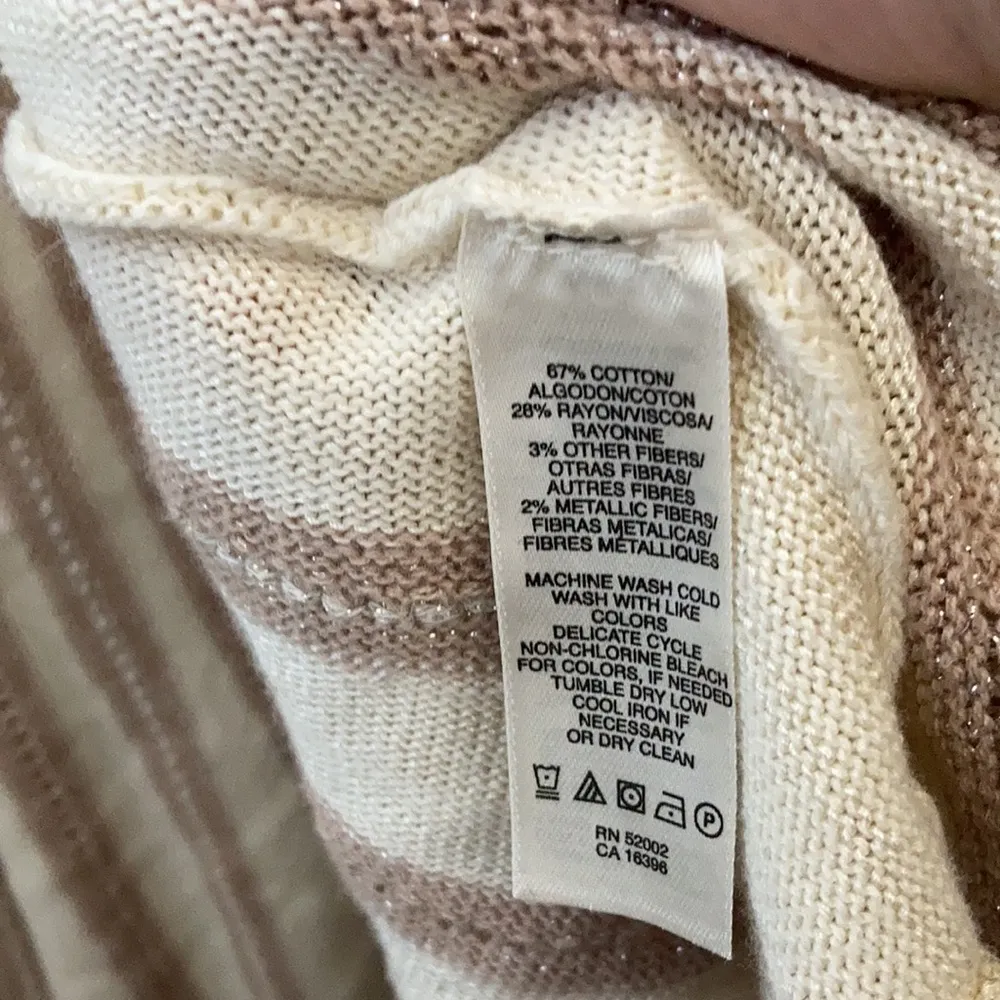 67% COTTON/
ALGODON/COTON
28% RAYON/VISCOSA/
RAYONNE
3% OTHER FIBERS/
OTRAS FIBRAS/
AUTRES FIBRES
2% METALLIC FIBERS/
FIBRAS METALICAS/
FIBRES METALLIQUES
MACHINE WASH COLD
WASH WITH LIKE
COLORS
DELICATE CYCLE
NON-CHLORINE BLEACH
FOR COLORS, IF NEEDED
TUMBLE DRY LOW
COOL IRON IF
NECESSARY
OR DRY CLEAN
P
RN 52002
CA 16396